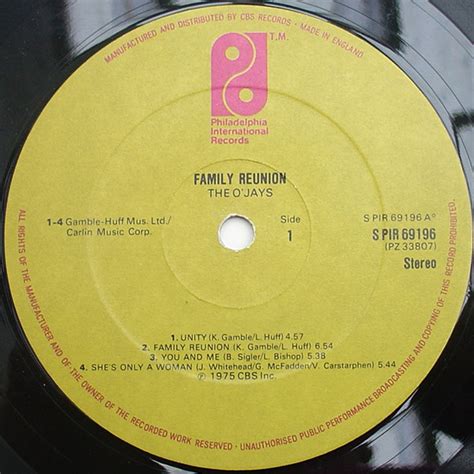 MANUFACTURED AND DISTRIBUTED BY CBS RECORDS · MADE IN ENGLAND
T.M.
Philadelphia
International
Records
FAMILY REUNION
THE O'JAYS
1-4 Gamble-Huff Mus. Ltd./
Carlin Music Corp.
Side
1
S PIR 69196 A°
S PIR 69196
(PZ 33807)
Stereo
1. UNITY (K. Gamble/L. Huff) 4.57
2. FAMILY REUNION (K. Gamble/L. Huff) 6.54
3. YOU AND ME (B. Sigler/L. Bishop) 5.38
4. SHE'S ONLY A WOMAN (J. Whitehead/G. McFadden/V. Carstarphen) 5.44
℗ 1975 CBS Inc.
ALL RIGHTS OF THE MANUFACTURER AND OF THE OWNER OF THE RECORDED WORK RESERVED · UNAUTHORISED PUBLIC PERFORMANCE BROADCASTING AND COPYING OF THIS RECORD PROHIBITED.